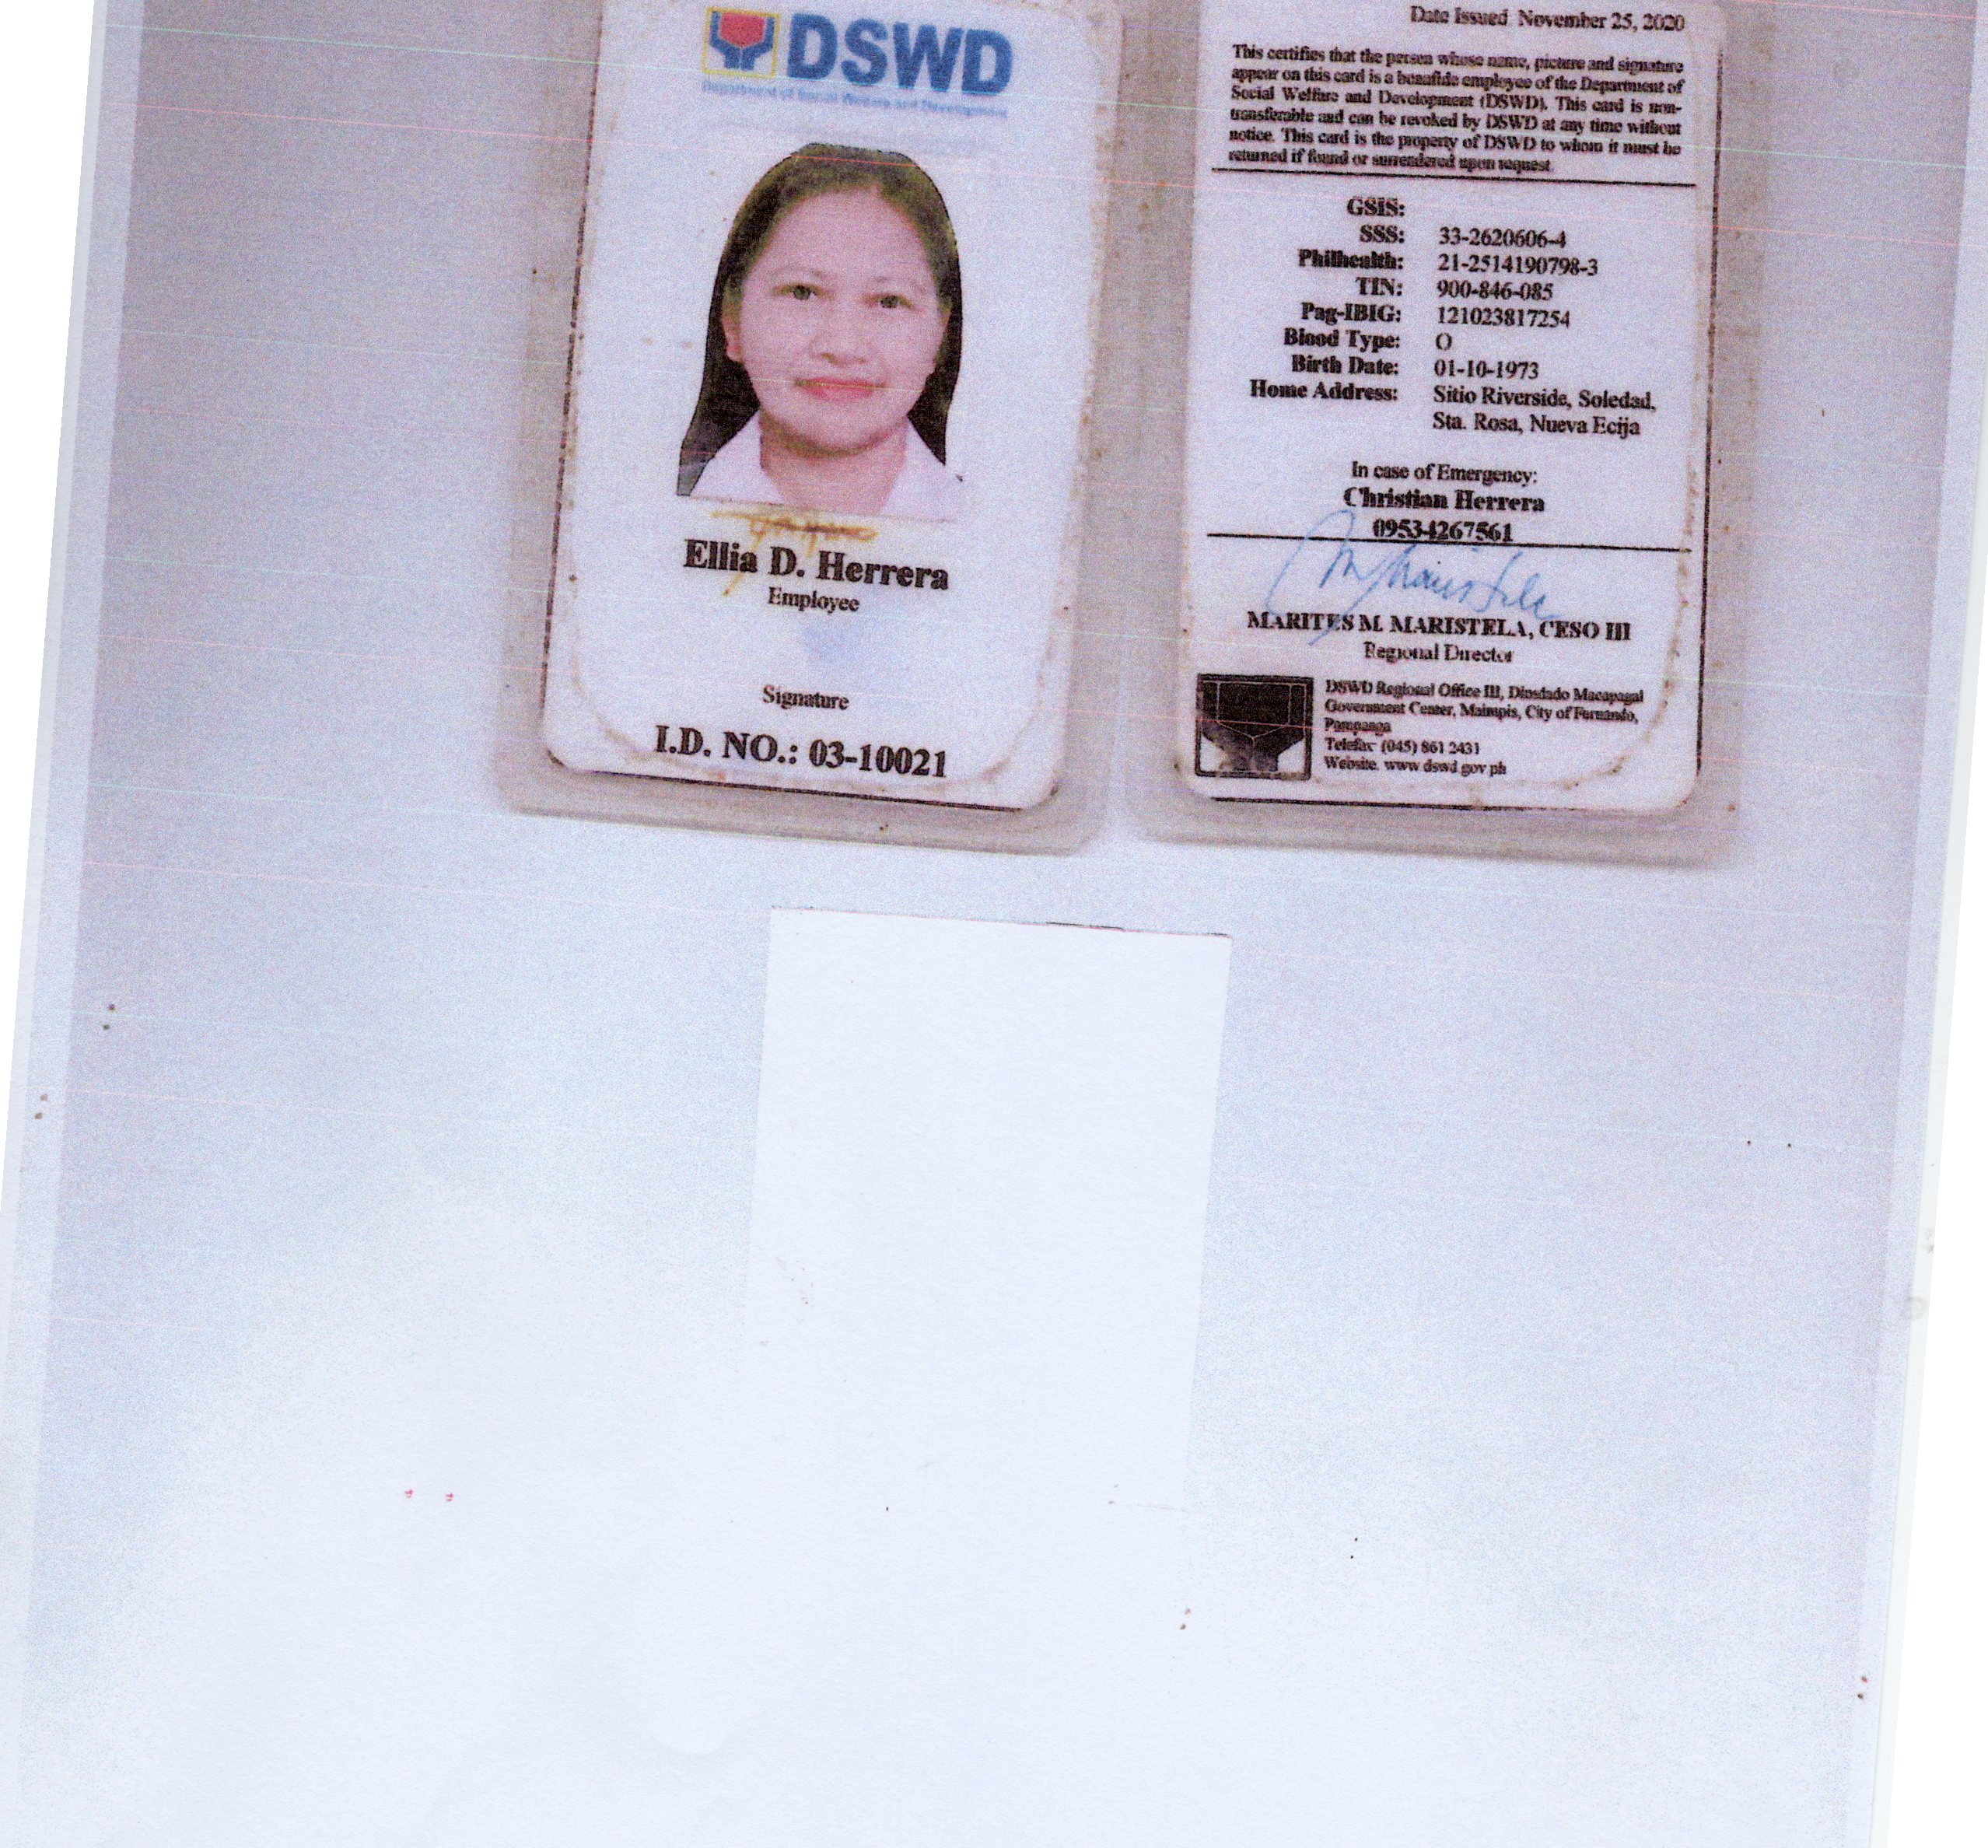 DSWD
Department of Social Welfare and Development
Ellia D. Herrera
Employee
Signature
I.D. NO.: 03-10021
Date Issued November 25, 2020
This certifies that the person whose name, picture and signature
appear on this card is a bonafide employee of the Department of
Social Welfare and Development (DSWD). This card is non-
transferable and can be revoked by DSWD at any time without
notice. This card is the property of DSWD to whom it must be
returned if found or surrendered upon request.
GSIS:
SSS: 33-2620606-4
Philhealth: 21-2514190798-3
TIN: 900-846-085
Pag-IBIG: 121023817254
Blood Type: O
Birth Date: 01-10-1973
Home Address: Sitio Riverside, Soledad,
Sta. Rosa, Nueva Ecija
In case of Emergency:
Christian Herrera
09534267561
MARITES M. MARISTELA, CESO III
Regional Director
DSWD Regional Office III, Diosdado Macapagal
Government Center, Maimpis, City of Fernando,
Pampanga
Telefax (045) 861 2431
Website. www dswd gov ph